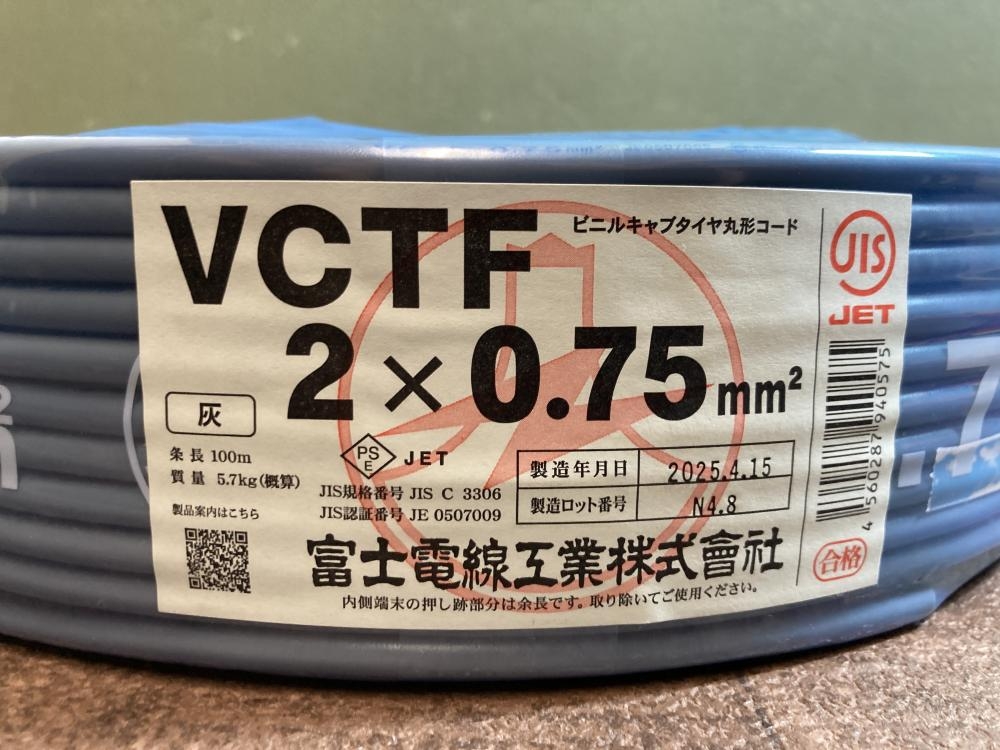 VCTF
ビニルキャブタイヤ丸形コード
2×0.75mm²
灰
条長 100m
質量 5.7kg(概算)
製品案内はこちら
PS
E
JET
JIS規格番号 JIS C 3306
JIS認証番号 JE 0507009
製造年月日 2025.4.15
製造ロット番号 N4.8
富士電線工業株式會社
内側端末の押し跡部分は余長です。取り除いてご使用ください。
JIS
JET
4560287940575
合格